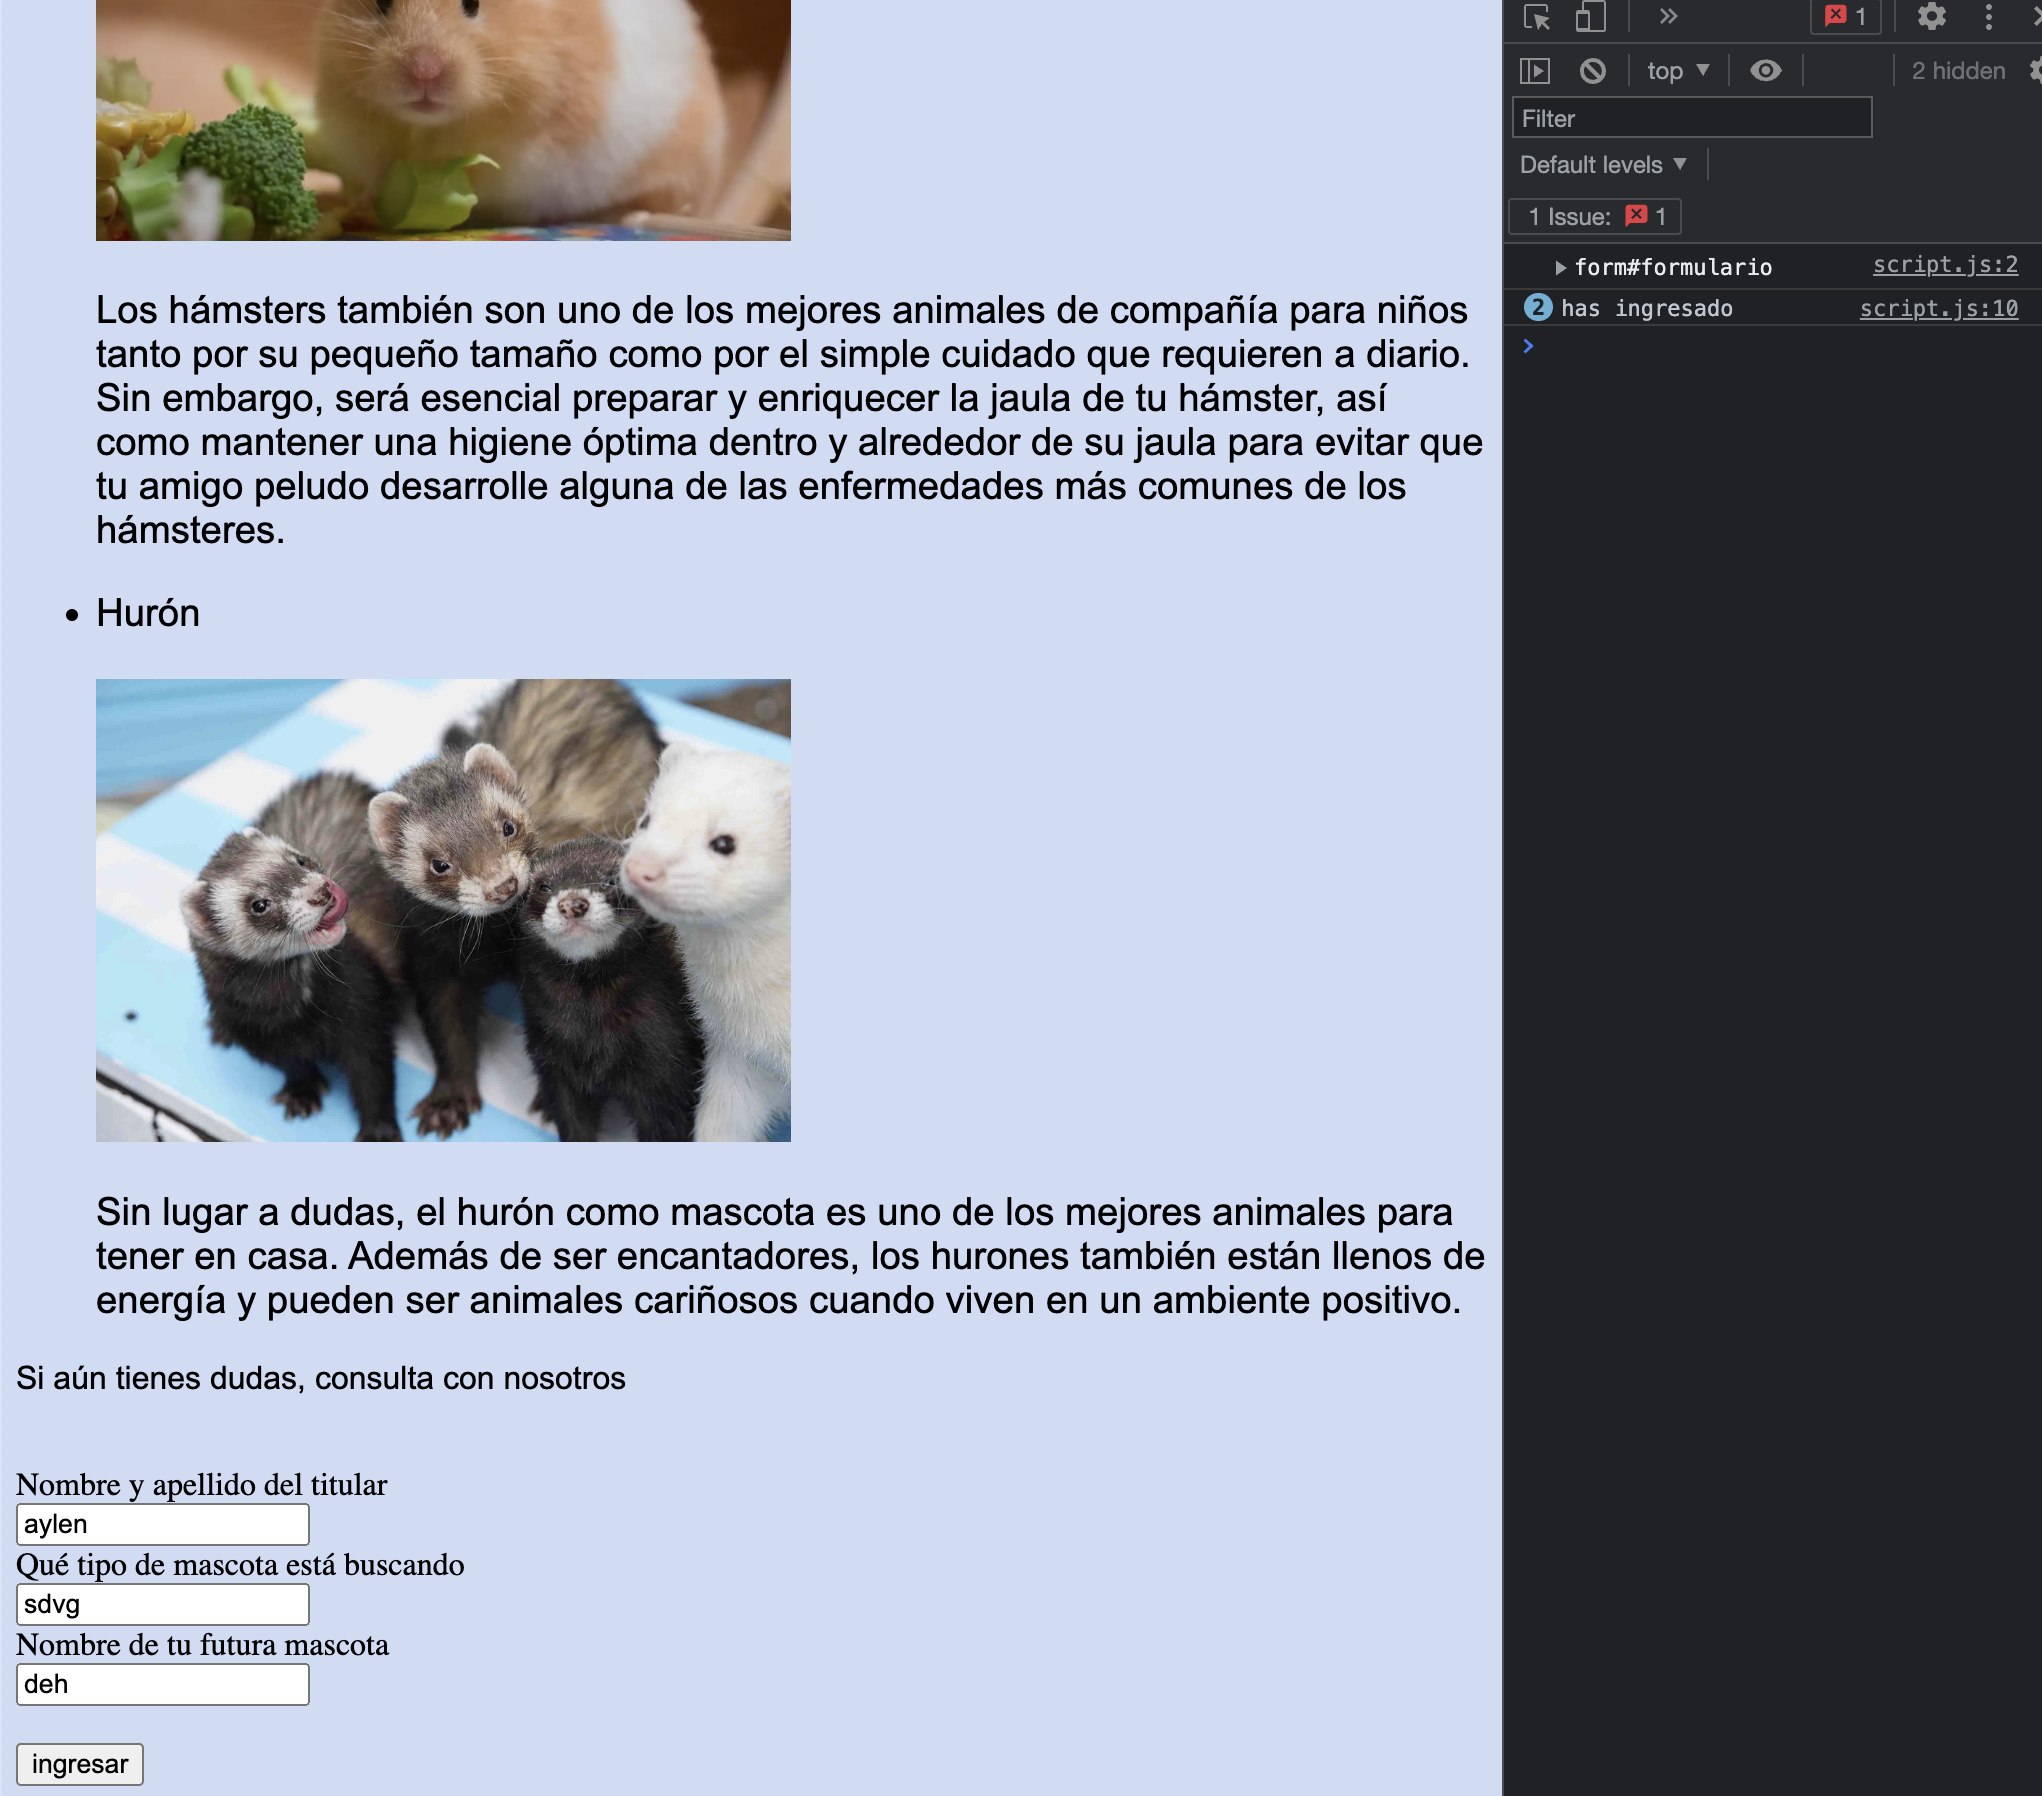 Los hámsters también son uno de los mejores animales de compañía para niños
tanto por su pequeño tamaño como por el simple cuidado que requieren a diario.
Sin embargo, será esencial preparar y enriquecer la jaula de tu hámster, así
como mantener una higiene óptima dentro y alrededor de su jaula para evitar que
tu amigo peludo desarrolle alguna de las enfermedades más comunes de los
hámsteres.
Hurón
Sin lugar a dudas, el hurón como mascota es uno de los mejores animales para
tener en casa. Además de ser encantadores, los hurones también están llenos de
energía y pueden ser animales cariñosos cuando viven en un ambiente positivo.
Si aún tienes dudas, consulta con nosotros
Nombre y apellido del titular
aylen
Qué tipo de mascota está buscando
sdvg
Nombre de tu futura mascota
deh
ingresar
1
top
2 hidden
Filter
Default levels
1 Issue: 1
form#formulario script.js:2
2 has ingresado script.js:10